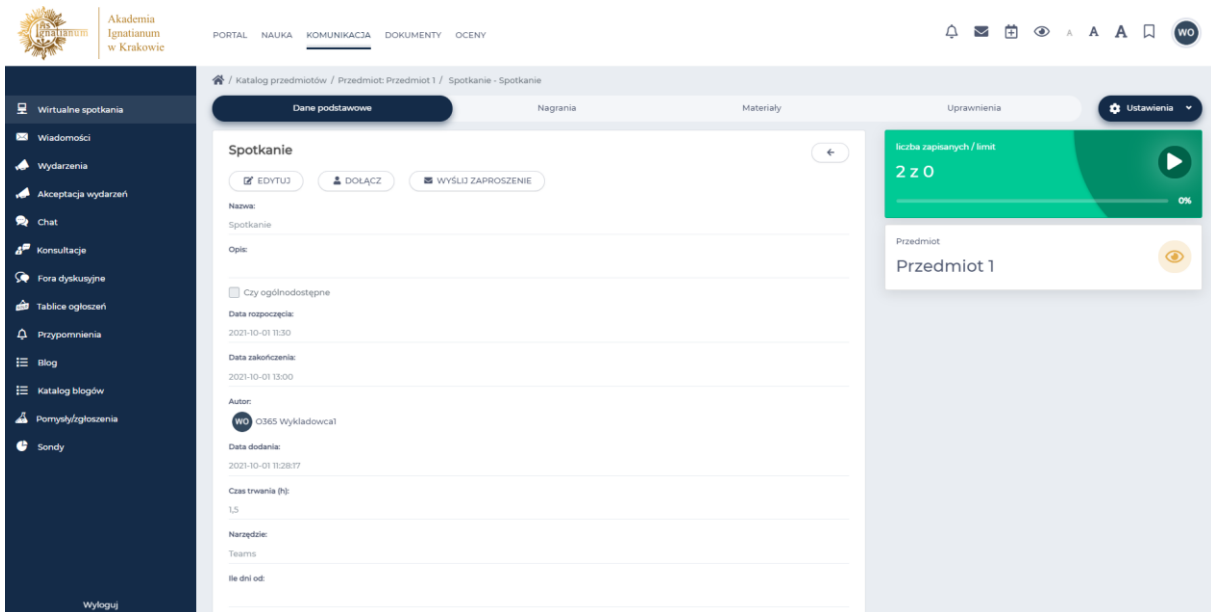 Ignatianum
Akademia
Ignatianum
w Krakowie
PORTAL NAUKA KOMUNIKACJA DOKUMENTY OCENY
A A A
WO
/ Katalog przedmiotów / Przedmiot: Przedmiot 1 / Spotkanie - Spotkanie
Wirtualne spotkania
Wiadomości
Wydarzenia
Akceptacja wydarzeń
Chat
Konsultacje
Fora dyskusyjne
Tablice ogłoszeń
Przypomnienia
Blog
Katalog blogów
Pomysły/zgłoszenia
Sondy
Wyloguj
Dane podstawowe Nagrania Materiały Uprawnienia Ustawienia
Spotkanie
EDYTUJ DOŁĄCZ WYŚLIJ ZAPROSZENIE
Nazwa:
Spotkanie
Opis:
Czy ogólnodostępne
Data rozpoczęcia:
2021-10-01 11:30
Data zakończenia:
2021-10-01 13:00
Autor:
WO O365 Wykladowca1
Data dodania:
2021-10-01 11:28:17
Czas trwania (h):
1,5
Narzędzie:
Teams
Ile dni od:
liczba zapisanych / limit
2 z 0
0%
Przedmiot
Przedmiot 1